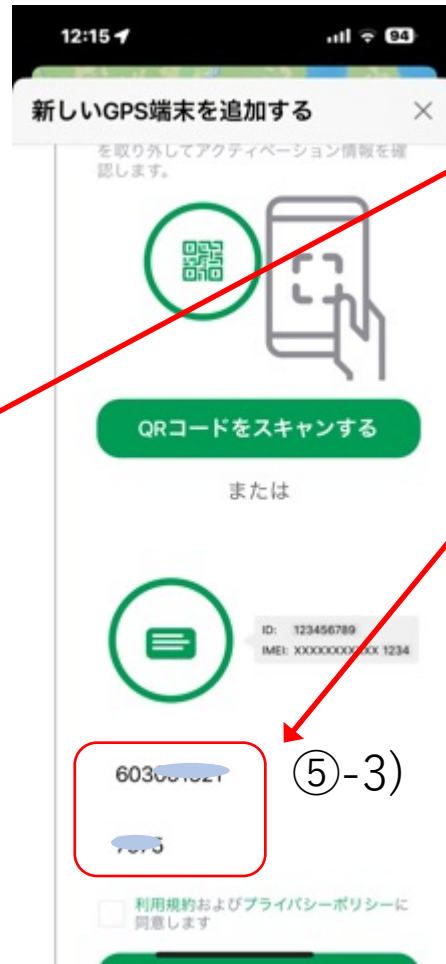 12:15
94
新しいGPS端末を追加する
を取り外してアクティベーション情報を確
認します。
QRコードをスキャンする
または
ID: 123456789
IMEI: XXXXXXXXXXX 1234
⑤-3)
利用規約およびプライバシーポリシーに
同意します